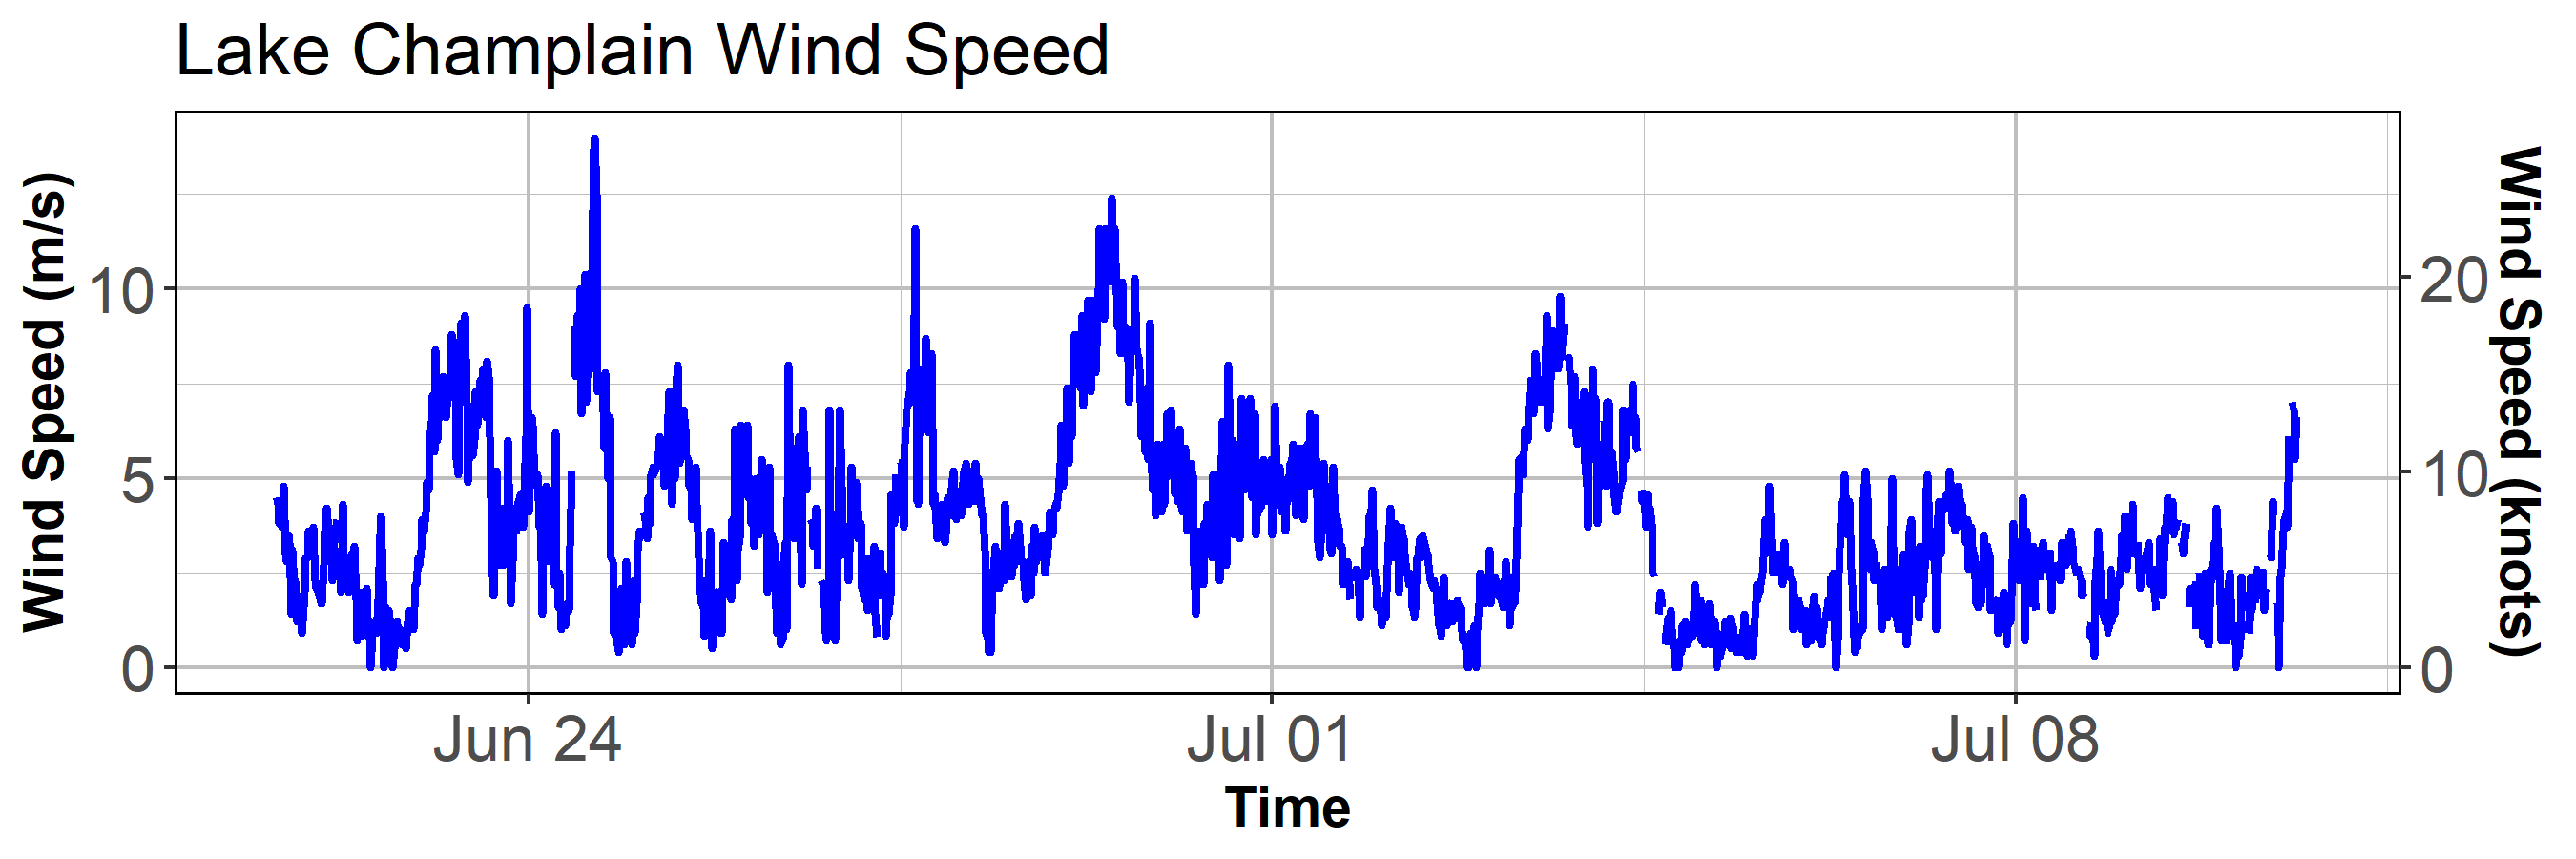 Lake Champlain Wind Speed
Wind Speed (m/s)
10
5
0
20
10
0
Wind Speed (knots)
Jun 24
Jul 01
Jul 08
Time